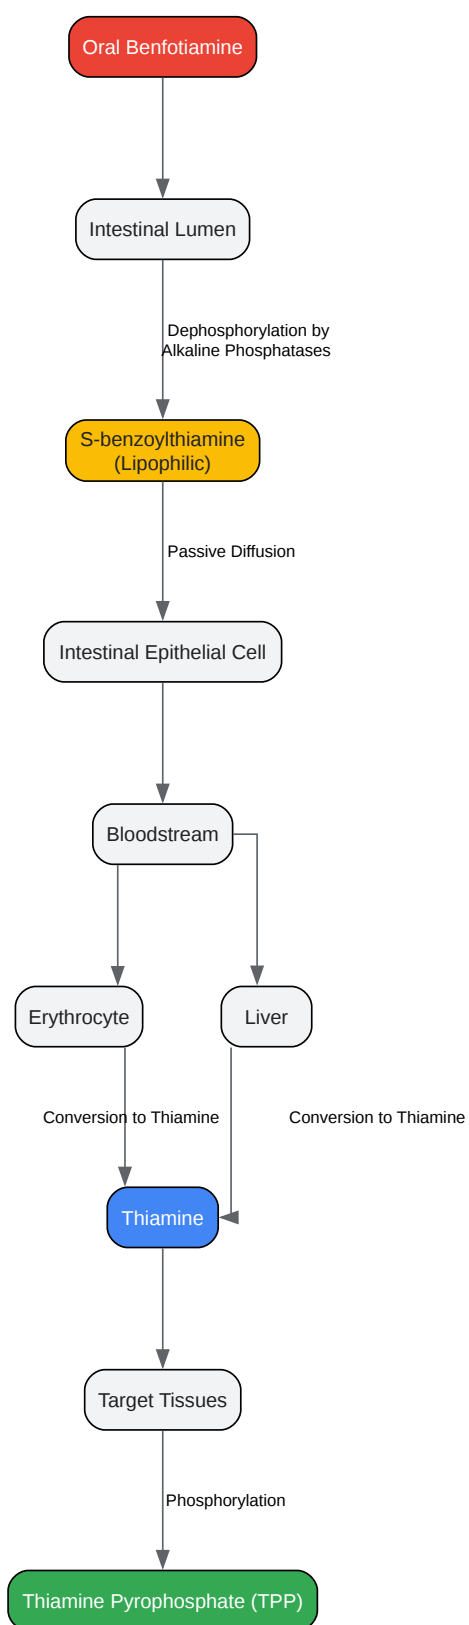 Oral Benfotiamine
Intestinal Lumen
Dephosphorylation by
Alkaline Phosphatases
S-benzoylthiamine
(Lipophilic)
Passive Diffusion
Intestinal Epithelial Cell
Bloodstream
Erythrocyte
Liver
Conversion to Thiamine
Conversion to Thiamine
Thiamine
Target Tissues
Phosphorylation
Thiamine Pyrophosphate (TPP)